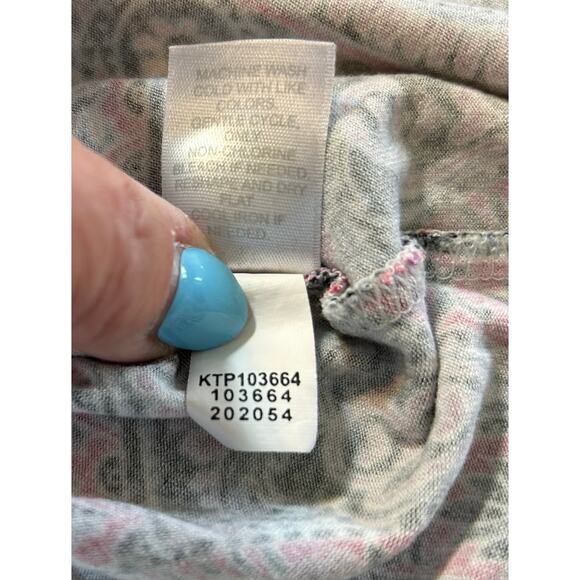 MACHINE WASH
COLD WITH LIKE
COLORS.
GENTLE CYCLE,
ONLY
NON-CHLORINE
BLEACH IF NEEDED.
RESHAPE AND DRY
FLAT
COOL IRON IF
NEEDED.
KTP103664
103664
202054